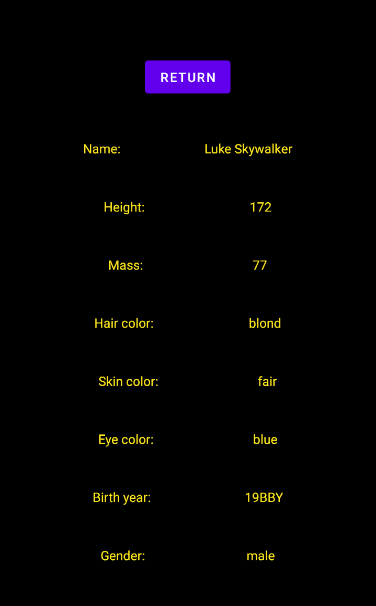 RETURN
Name: Luke Skywalker
Height: 172
Mass: 77
Hair color: blond
Skin color: fair
Eye color: blue
Birth year: 19BBY
Gender: male